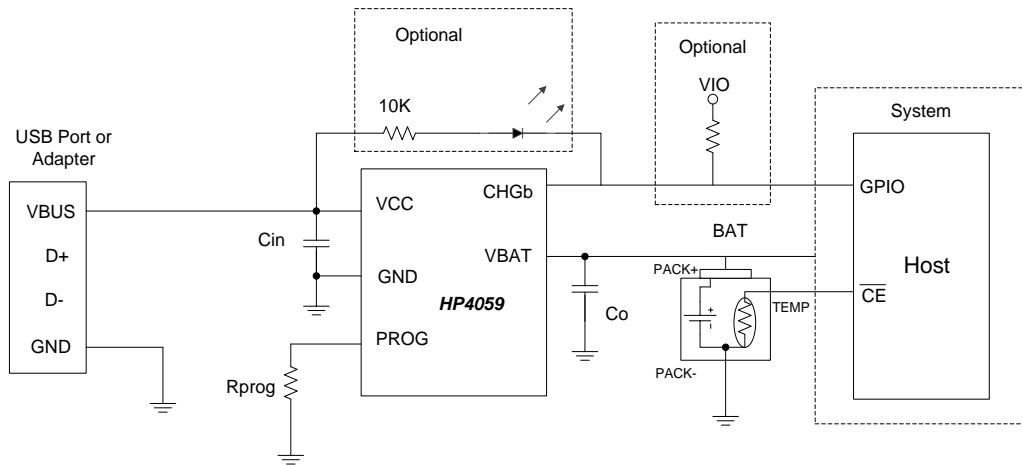 Optional
Optional
10K
VIO
System
USB Port or
Adapter
VBUS
VCC
CHGb
GPIO
D+
Cin
VBAT
BAT
Host
D-
GND
PACK+
HP4059
Co
TEMP
CE
GND
PROG
PACK-
Rprog
+
-